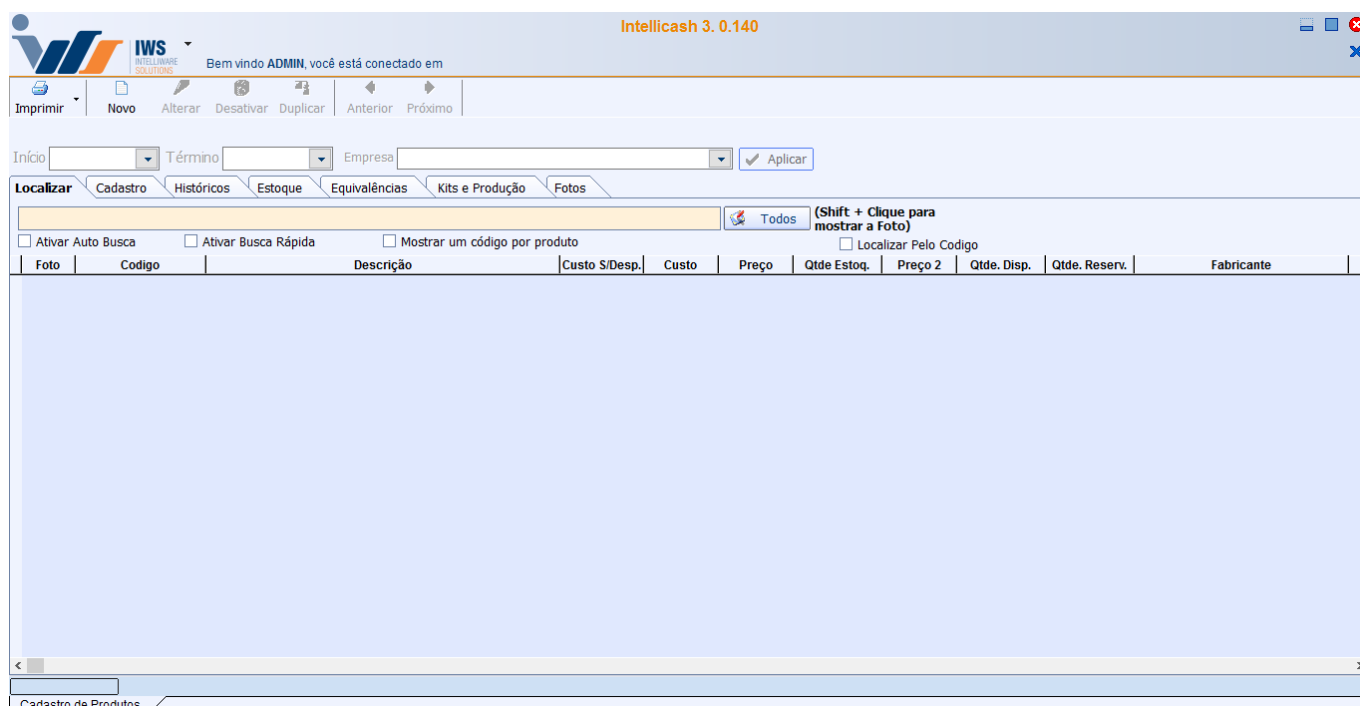 Intellicash 3. 0.140
IWS
INTELLIWARE
SOLUTIONS
Bem vindo ADMIN, você está conectado em
Imprimir Novo Alterar Desativar Duplicar Anterior Próximo
Início Término Empresa Aplicar
Localizar Cadastro Históricos Estoque Equivalências Kits e Produção Fotos
Todos (Shift + Clique para
mostrar a Foto)
Ativar Auto Busca Ativar Busca Rápida Mostrar um código por produto Localizar Pelo Codigo
Foto Codigo Descrição Custo S/Desp. Custo Preço Qtde Estoq. Preço 2 Qtde. Disp. Qtde. Reserv. Fabricante
Cadastro de Produtos